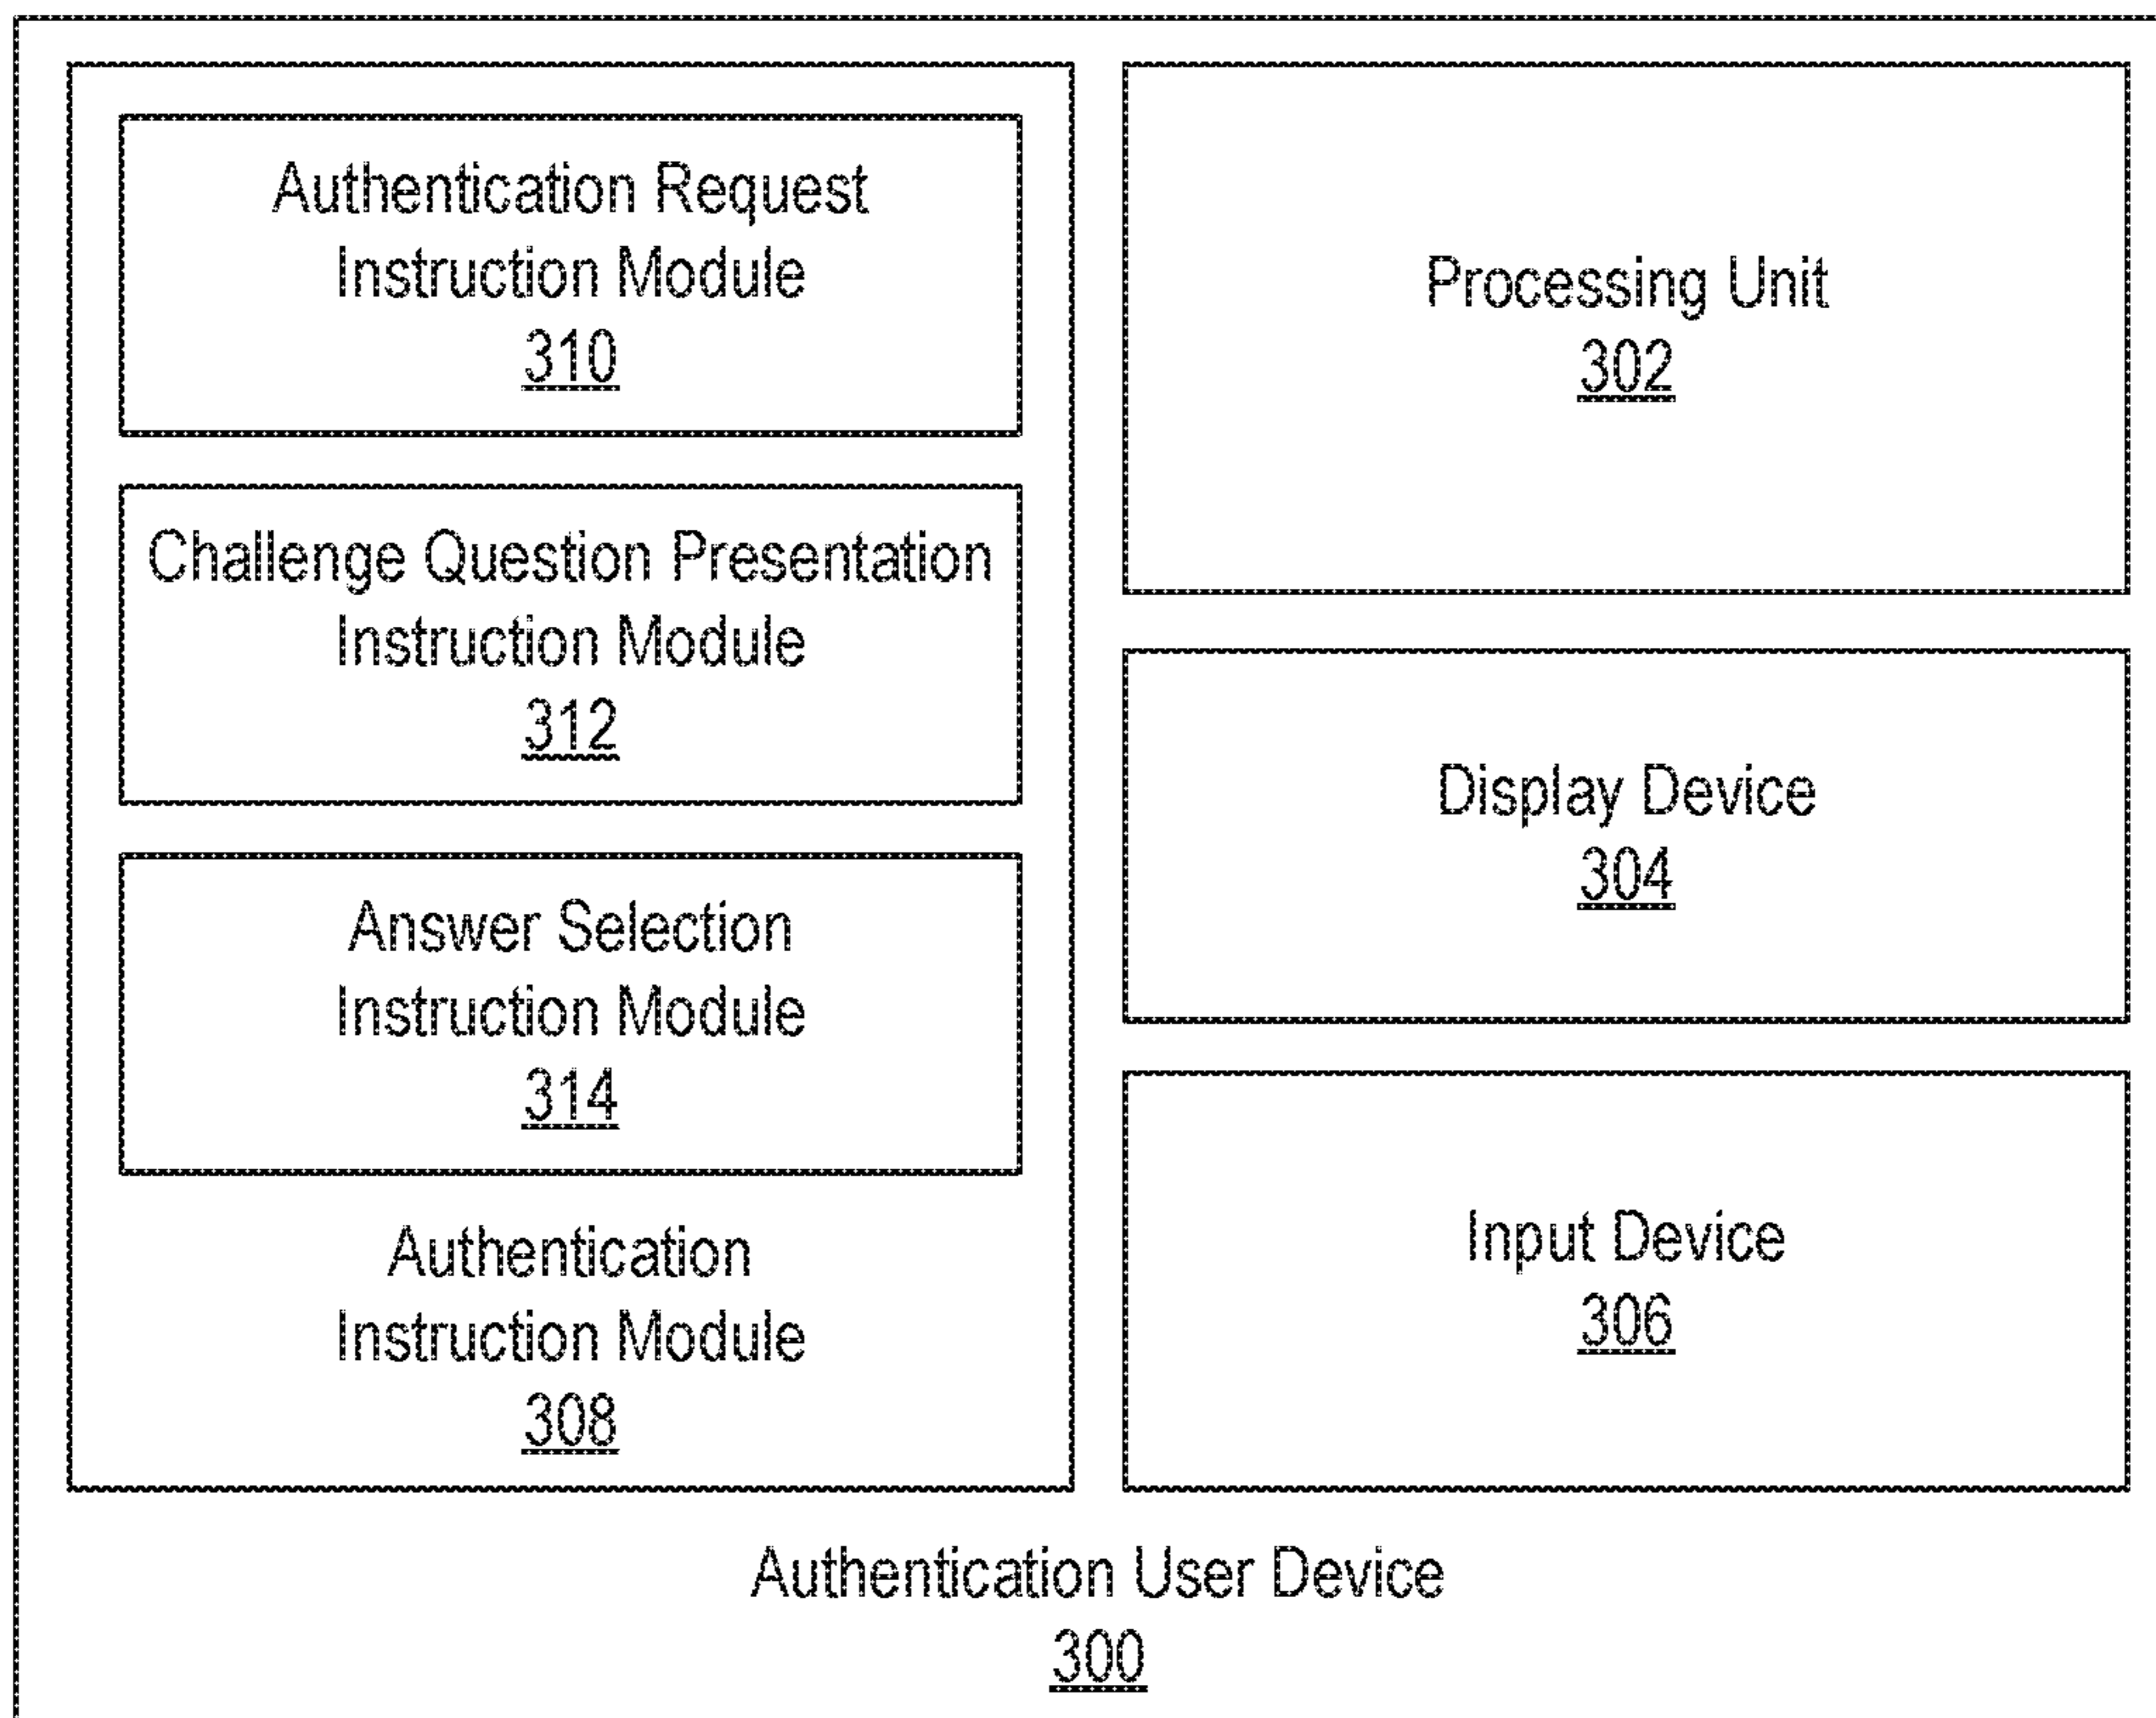 Authentication Request
Instruction Module
310
Challenge Question Presentation
Instruction Module
312
Answer Selection
Instruction Module
314
Authentication
Instruction Module
308
Processing Unit
302
Display Device
304
Input Device
306
Authentication User Device
300